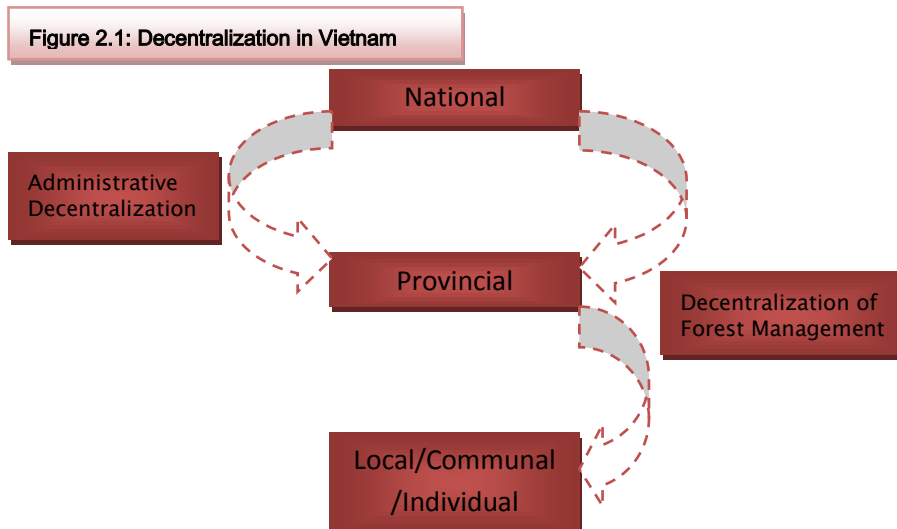 Figure 2.1: Decentralization in Vietnam
National
Administrative
Decentralization
Provincial
Decentralization of
Forest Management
Local/Communal
/Individual